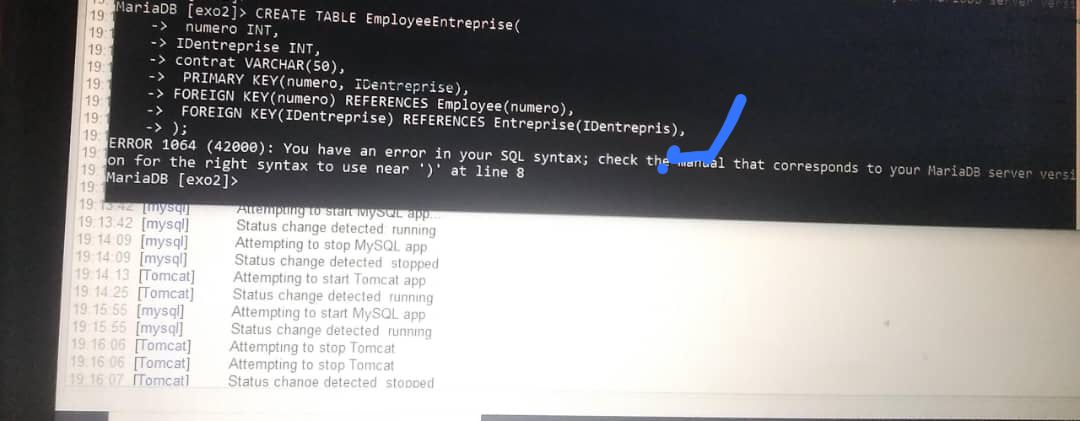 MariaDB [exo2]> CREATE TABLE EmployeeEntreprise(
-> numero INT,
-> IDentreprise INT,
-> contrat VARCHAR(50),
-> PRIMARY KEY(numero, IDentreprise),
-> FOREIGN KEY(numero) REFERENCES Employee(numero),
-> FOREIGN KEY(IDentreprise) REFERENCES Entreprise(IDentrepris),
-> );
ERROR 1064 (42000): You have an error in your SQL syntax; check the manual that corresponds to your MariaDB server versi
on for the right syntax to use near ')' at line 8
MariaDB [exo2]>
19:13:42 [mysql] Attempting to start MySQL app...
19:13:42 [mysql] Status change detected: running
19:14:09 [mysql] Attempting to stop MySQL app
19:14:09 [mysql] Status change detected: stopped
19:14:13 [Tomcat] Attempting to start Tomcat app
19:14:25 [Tomcat] Status change detected: running
19:15:55 [mysql] Attempting to start MySQL app
19:15:55 [mysql] Status change detected: running
19:16:06 [Tomcat] Attempting to stop Tomcat
19:16:06 [Tomcat] Attempting to stop Tomcat
19:16:07 [Tomcat] Status change detected: stopped